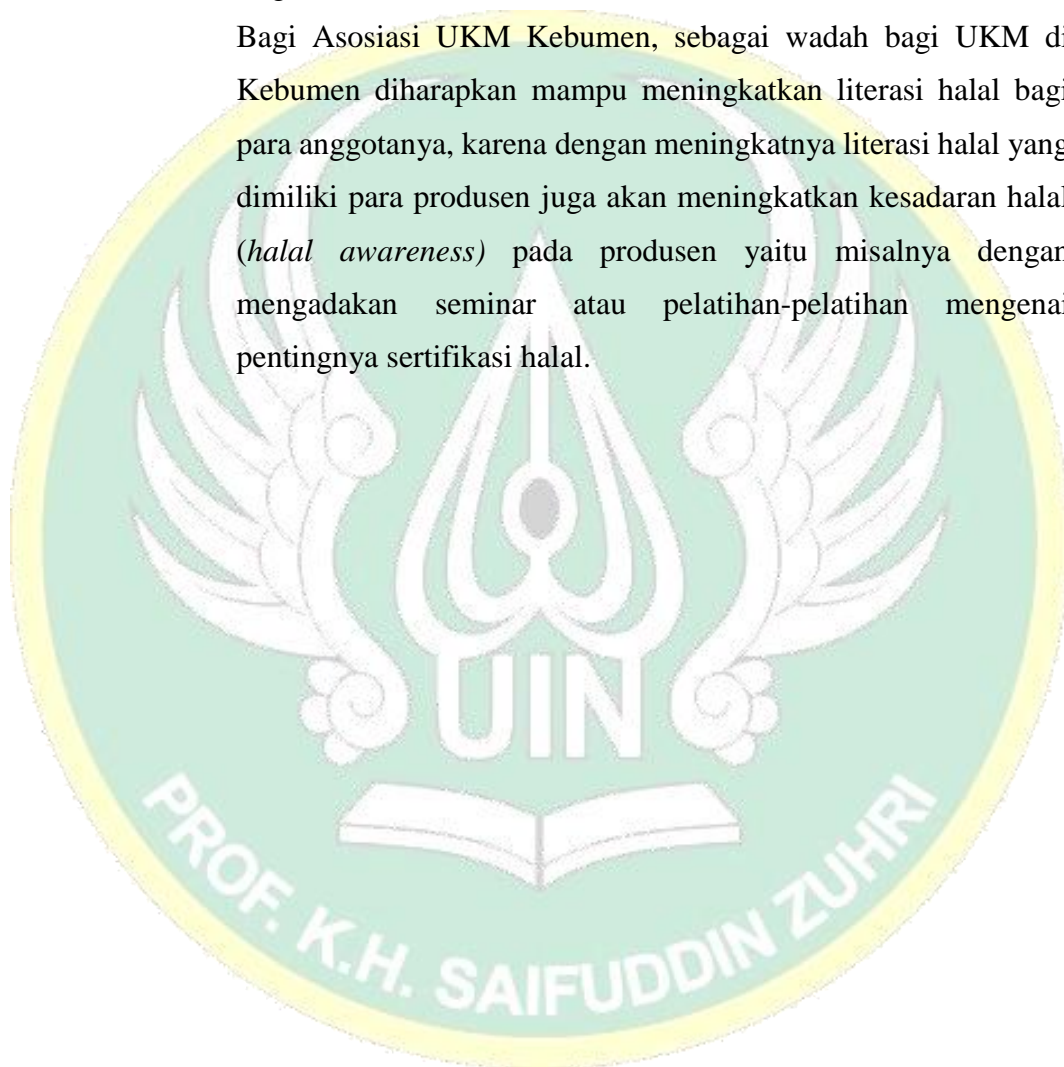 Bagi Asosiasi UKM Kebumen, sebagai wadah bagi UKM di
Kebumen diharapkan mampu meningkatkan literasi halal bagi
para anggotanya, karena dengan meningkatnya literasi halal yang
dimiliki para produsen juga akan meningkatkan kesadaran halal
(halal awareness) pada produsen yaitu misalnya dengan
mengadakan seminar atau pelatihan-pelatihan mengenai
pentingnya sertifikasi halal.
UIN
PROF. K.H. SAIFUDDIN ZUHRI